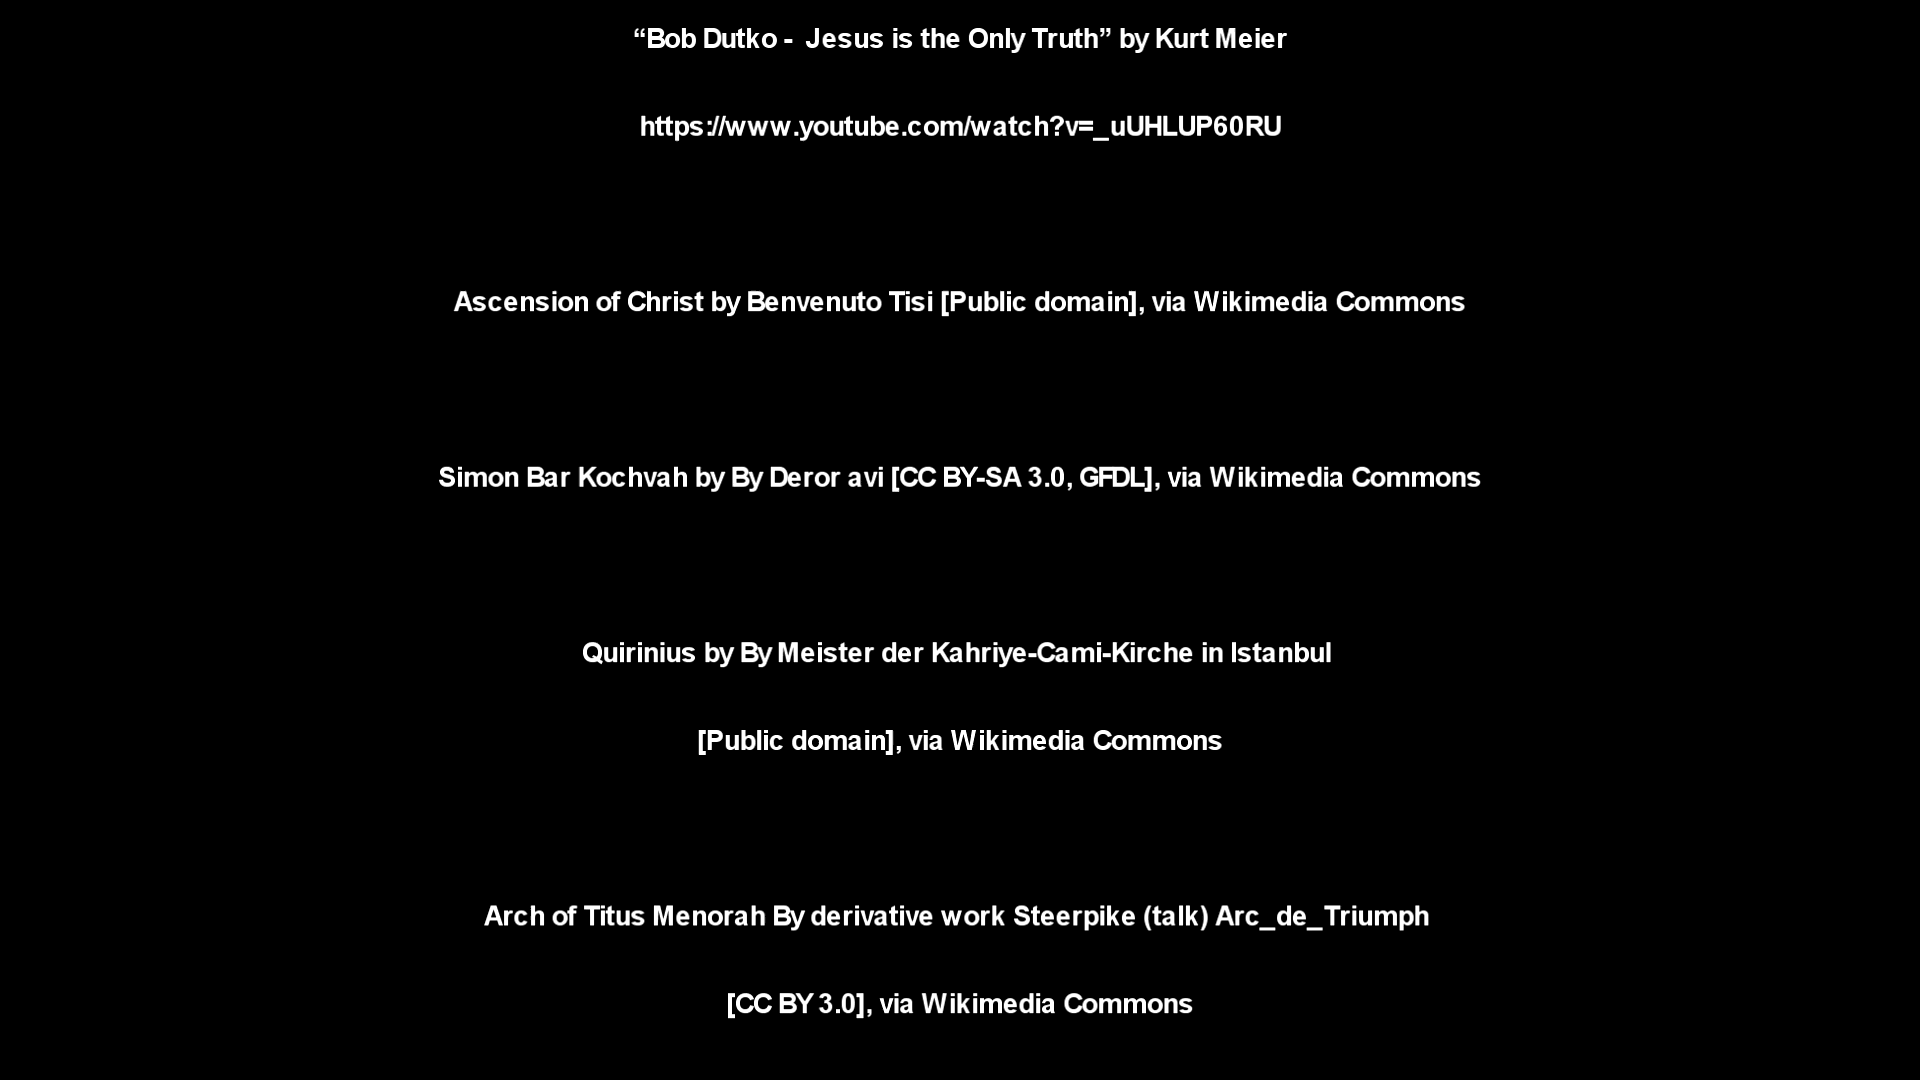 “Bob Dutko -  Jesus is the Only Truth” by Kurt Meier
https://www.youtube.com/watch?v=_uUHLUP60RU
Ascension of Christ by Benvenuto Tisi [Public domain], via Wikimedia Commons
Simon Bar Kochvah by By Deror avi [CC BY-SA 3.0, GFDL], via Wikimedia Commons
Quirinius by By Meister der Kahriye-Cami-Kirche in Istanbul
[Public domain], via Wikimedia Commons
Arch of Titus Menorah By derivative work Steerpike (talk) Arc_de_Triumph
[CC BY 3.0], via Wikimedia Commons